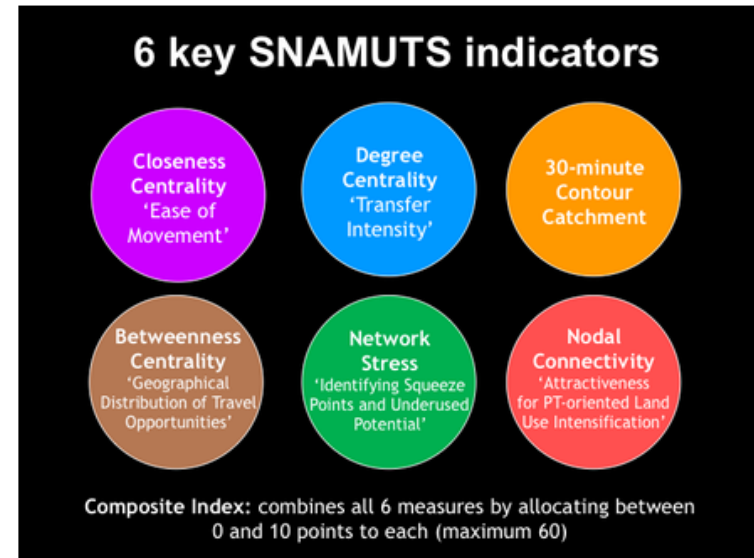 6 key SNAMUTS indicators
Closeness
Centrality
‘Ease of
Movement’
Degree
Centrality
‘Transfer
Intensity’
30-minute
Contour
Catchment
Betweenness
Centrality
‘Geographical
Distribution of Travel
Opportunities’
Network
Stress
‘Identifying Squeeze
Points and Underused
Potential’
Nodal
Connectivity
‘Attractiveness
for PT-oriented Land
Use Intensification’
Composite Index: combines all 6 measures by allocating between
0 and 10 points to each (maximum 60)